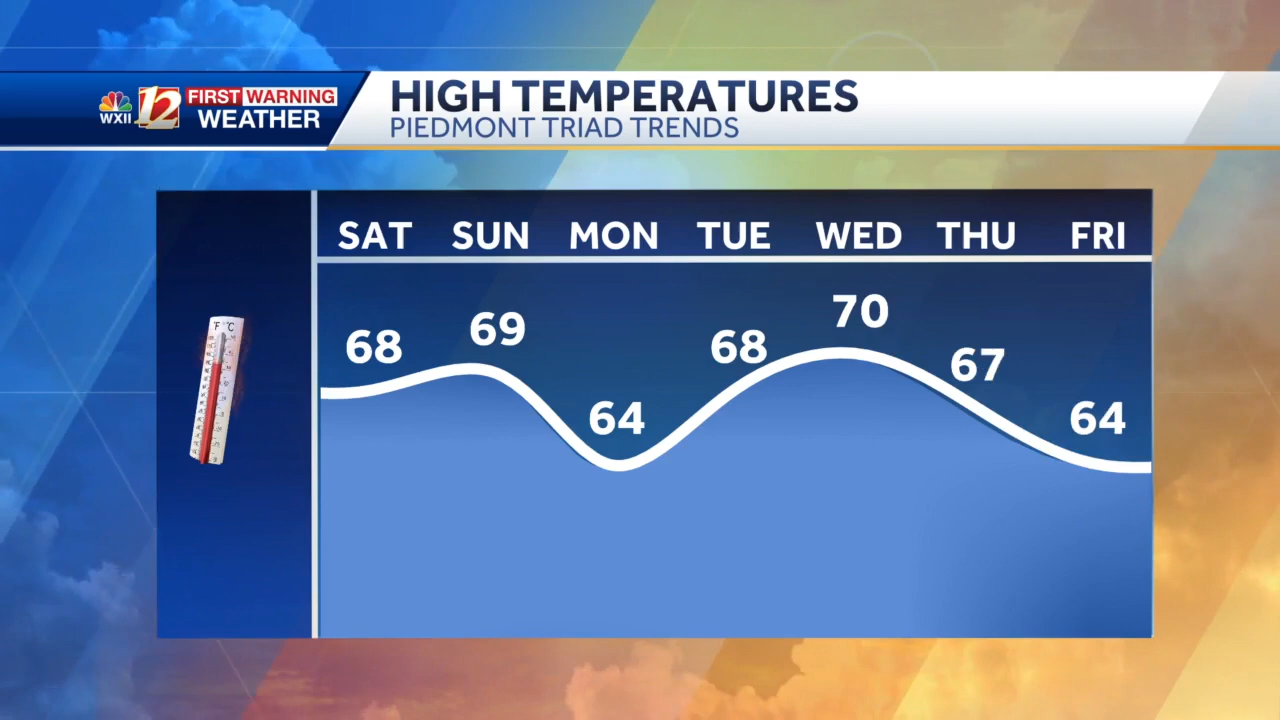 WXII 12 FIRST WARNING
WEATHER
HIGH TEMPERATURES
PIEDMONT TRIAD TRENDS
SAT SUN MON TUE WED THU FRI
68 69 64 68 70 67 64
°F °C